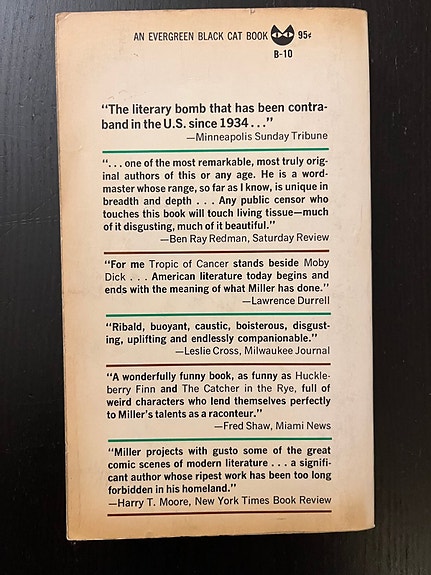 AN EVERGREEN BLACK CAT BOOK 95¢
B-10
“The literary bomb that has been contra-
band in the U.S. since 1934 . . .”
—Minneapolis Sunday Tribune
“. . . one of the most remarkable, most truly orig-
inal authors of this or any age. He is a word-
master whose range, so far as I know, is unique in
breadth and depth . . . Any public censor who
touches this book will touch living tissue—much
of it disgusting, much of it beautiful.”
—Ben Ray Redman, Saturday Review
“For me Tropic of Cancer stands beside Moby
Dick . . . American literature today begins and
ends with the meaning of what Miller has done.”
—Lawrence Durrell
“Ribald, buoyant, caustic, boisterous, disgust-
ing, uplifting and endlessly companionable.”
—Leslie Cross, Milwaukee Journal
“A wonderfully funny book, as funny as Huckle-
berry Finn and The Catcher in the Rye, full of
weird characters who lend themselves perfectly
to Miller’s talents as a raconteur.”
—Fred Shaw, Miami News
“Miller projects with gusto some of the great
comic scenes of modern literature . . . a signifi-
cant author whose ripest work has been too long
forbidden in his homeland.”
—Harry T. Moore, New York Times Book Review